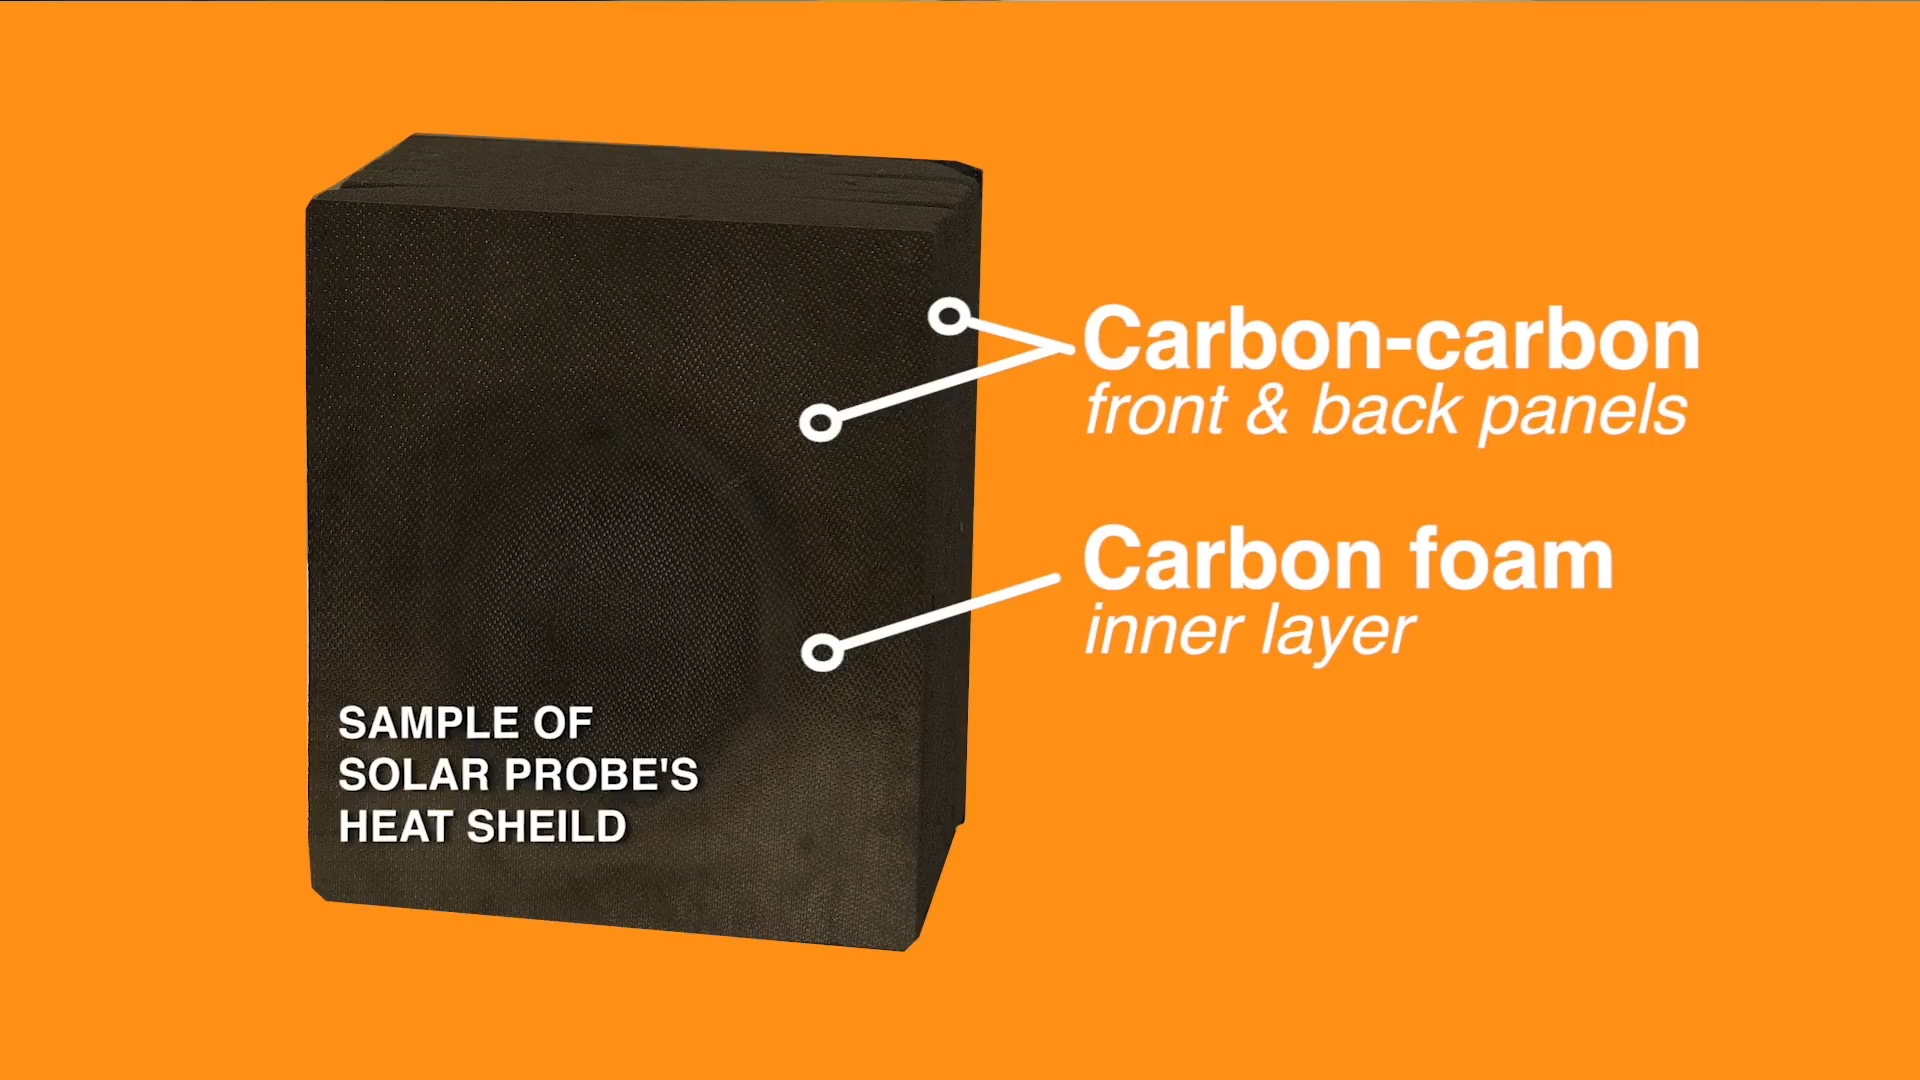 Carbon-carbon
front & back panels
Carbon foam
inner layer
SAMPLE OF
SOLAR PROBE'S
HEAT SHEILD